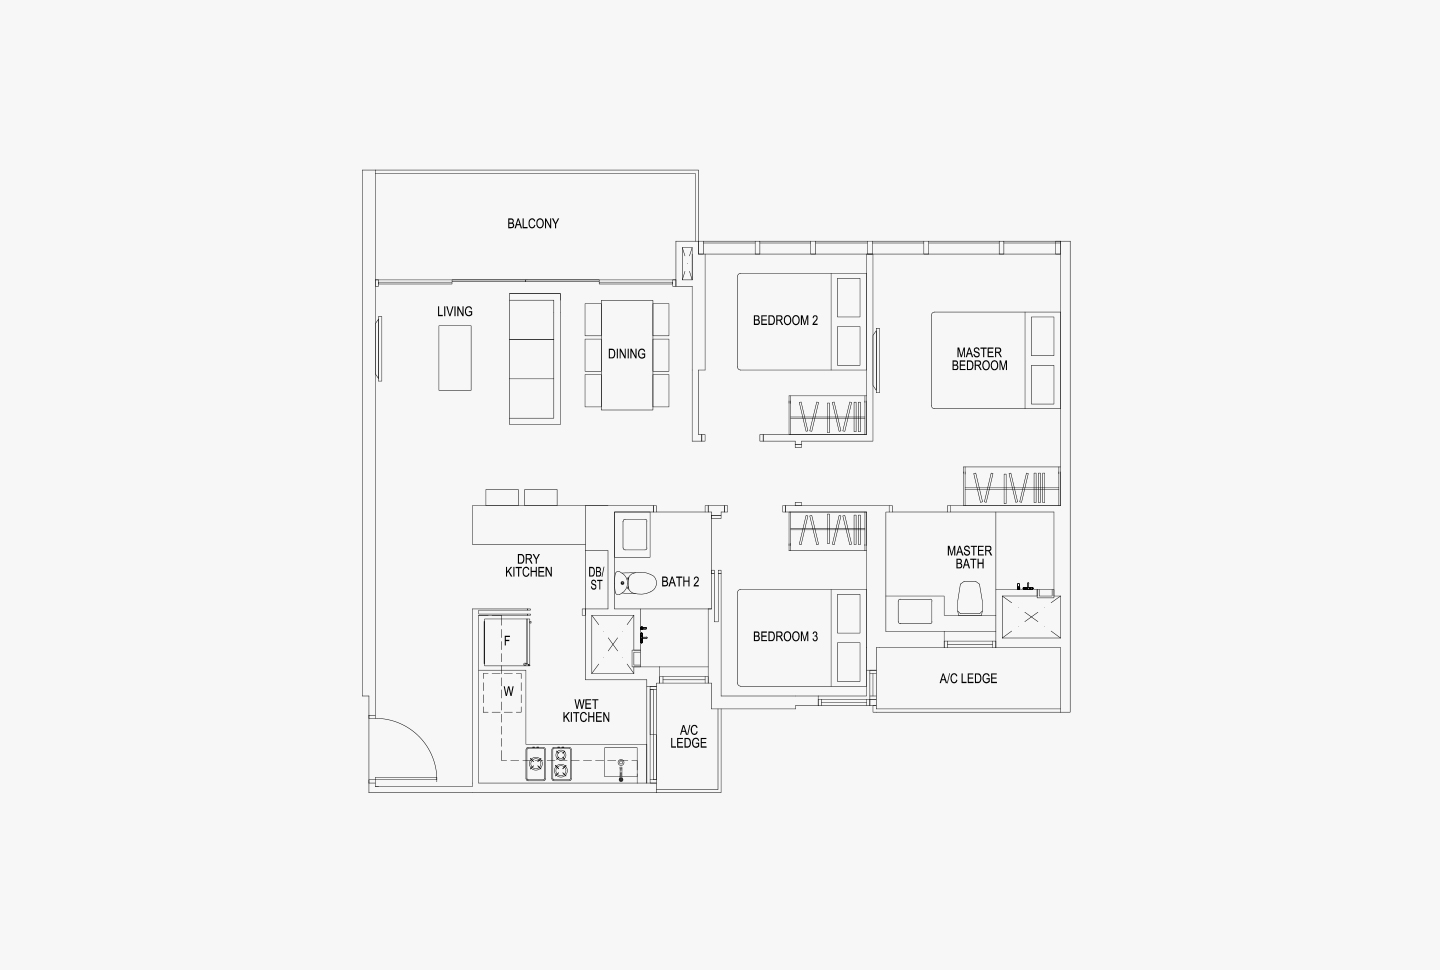 BALCONY
LIVING
DINING
BEDROOM 2
MASTER
BEDROOM
DRY
KITCHEN
DB/
ST
BATH 2
MASTER
BATH
F
W
WET
KITCHEN
BEDROOM 3
A/C
LEDGE
A/C LEDGE